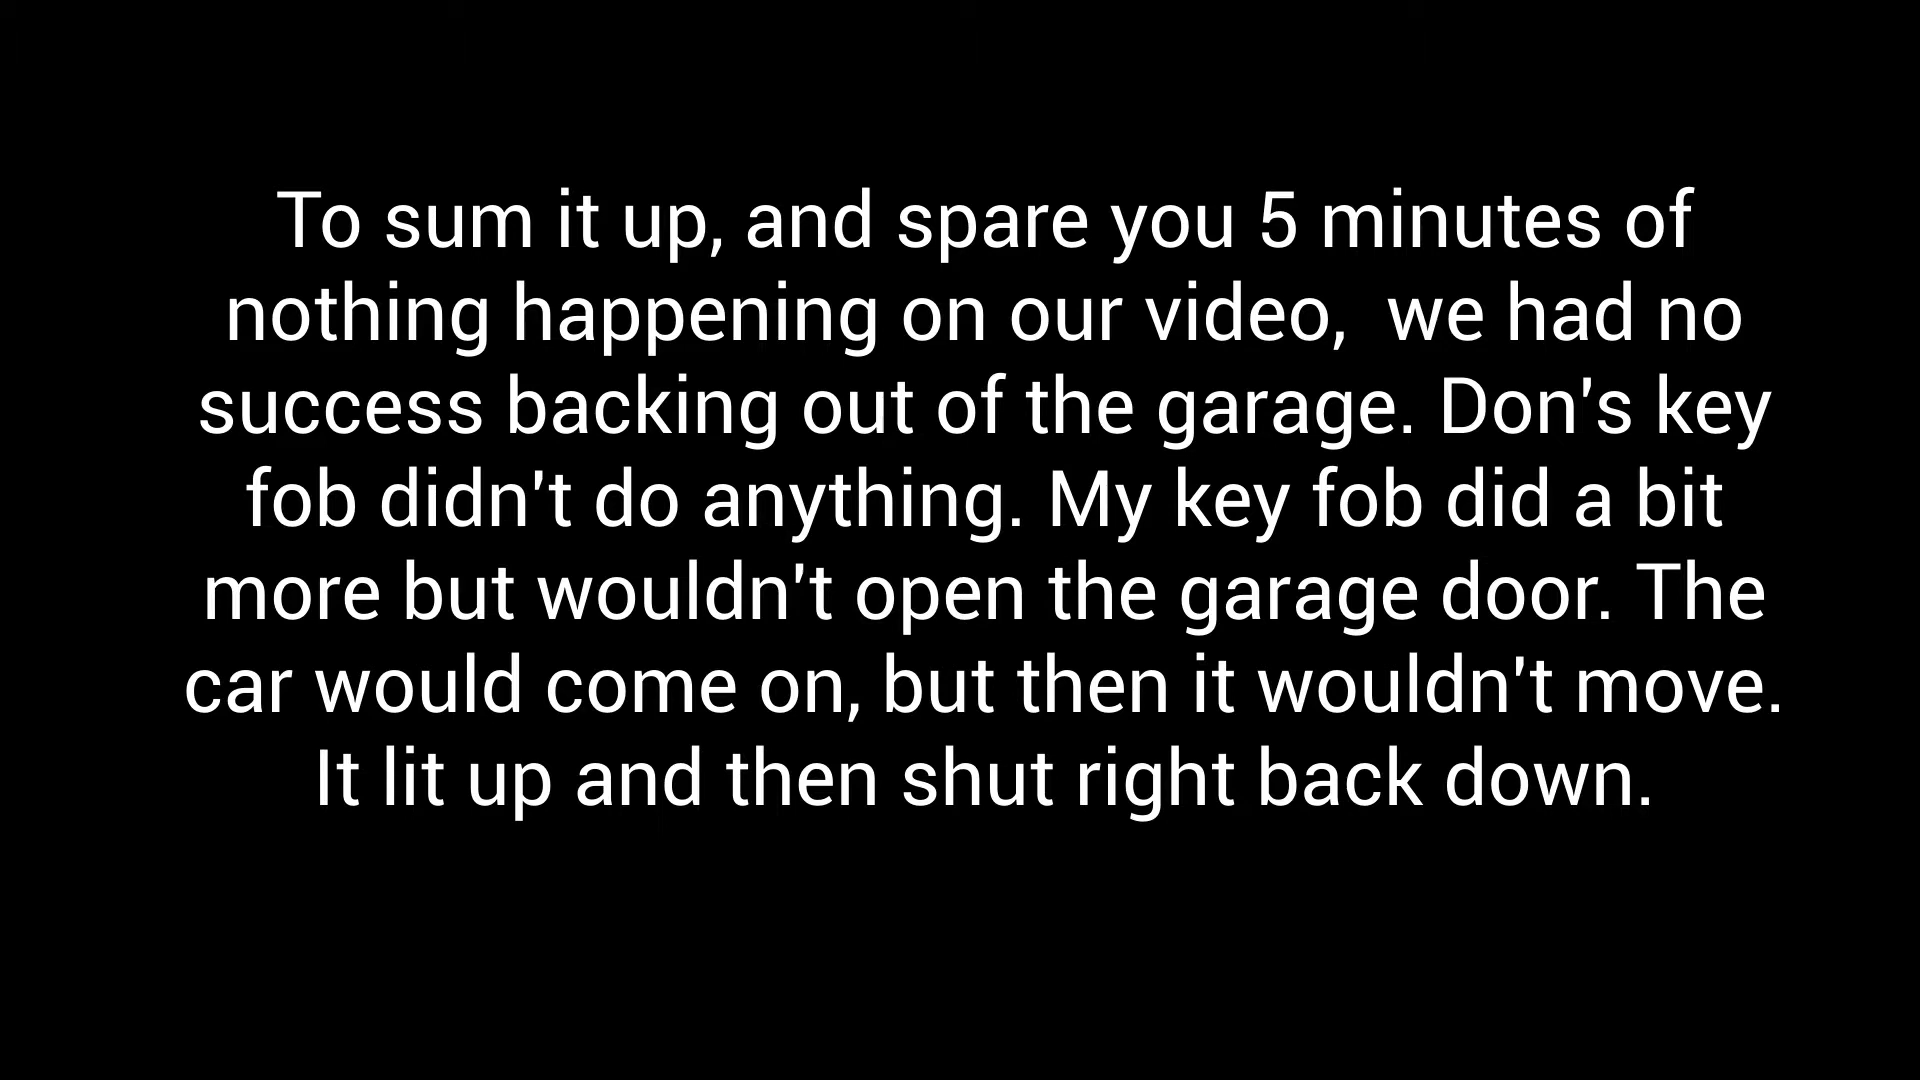 To sum it up, and spare you 5 minutes of
nothing happening on our video,  we had no
success backing out of the garage. Don's key
fob didn't do anything. My key fob did a bit
more but wouldn't open the garage door. The
car would come on, but then it wouldn't move.
It lit up and then shut right back down.